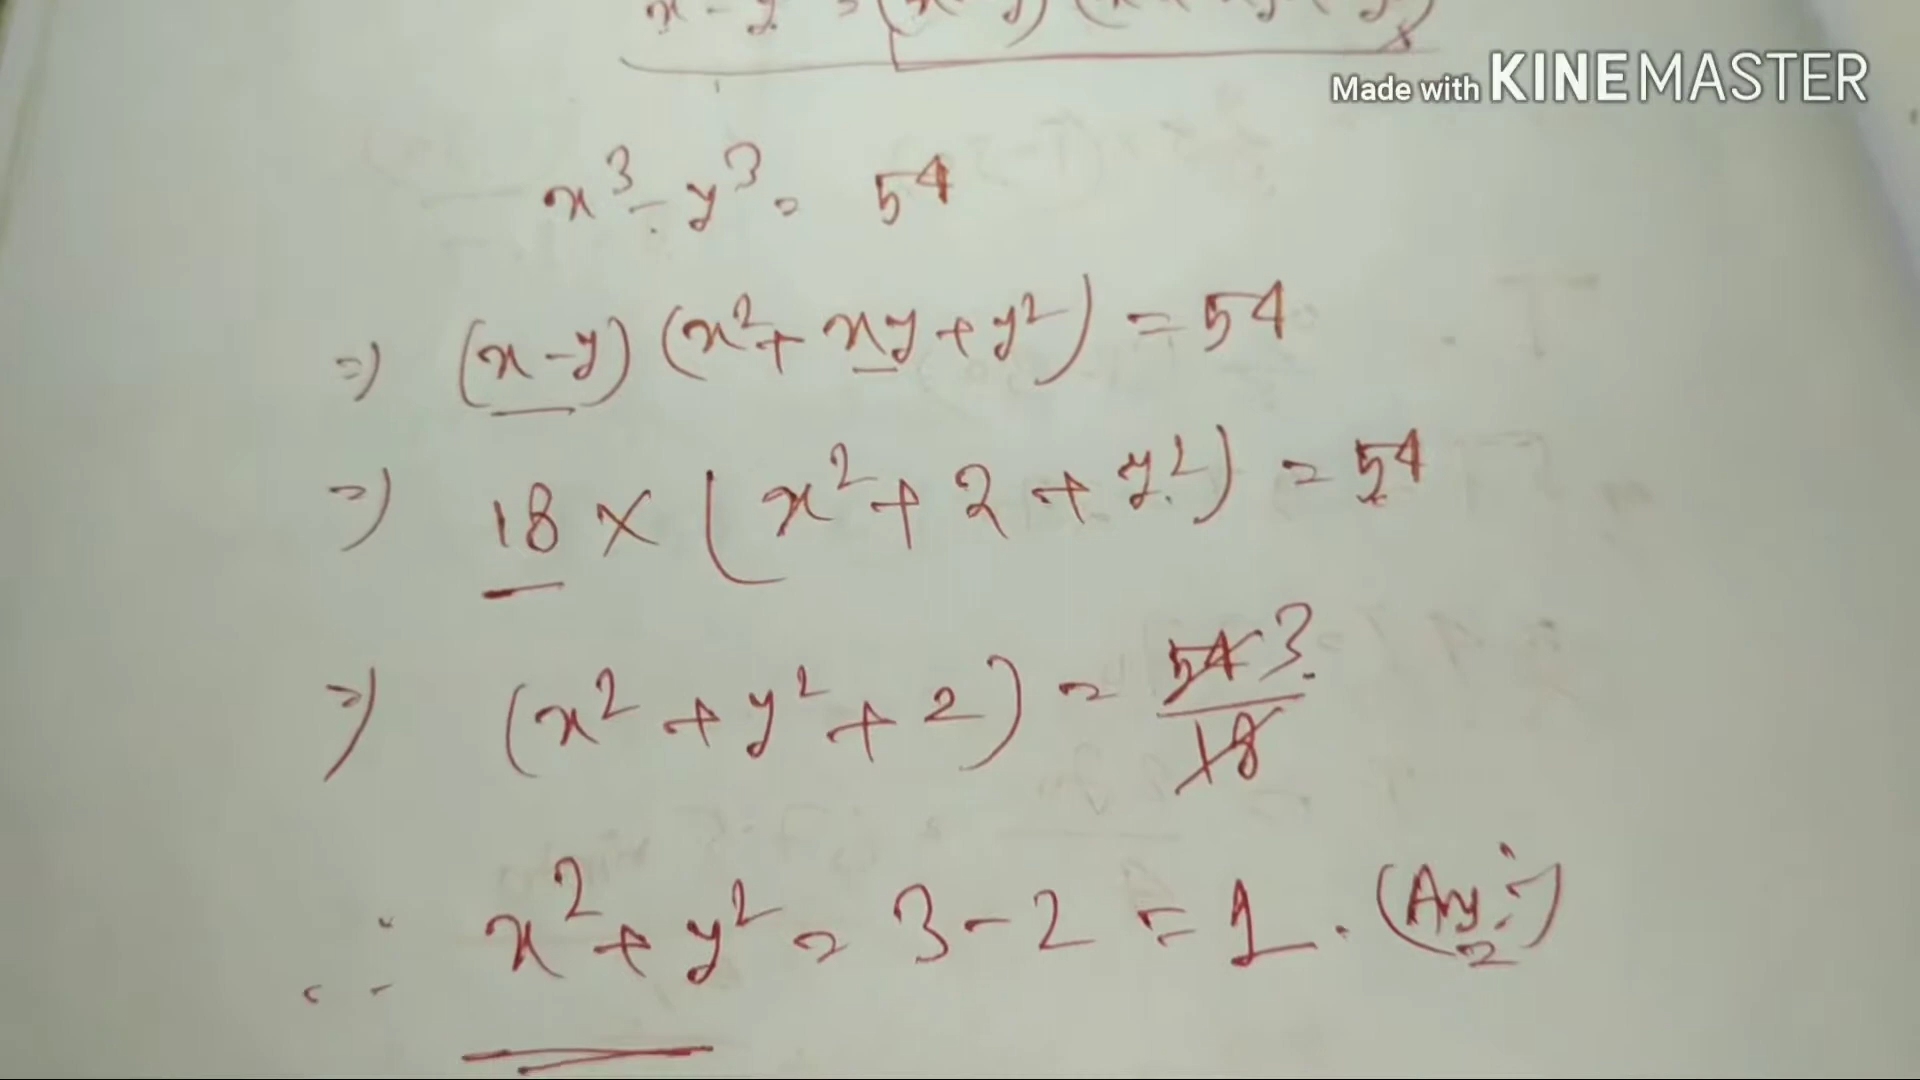 Made with KINEMASTER
x³ - y³ = 54
⇒ (x-y) (x²+ xy + y²) = 54
⇒ 18 × (x² + 2 + y²) = 54
⇒ (x² + y² + 2) = 54 3 / 18
∴ x² + y² = 3 - 2 = 1. (Ans:)